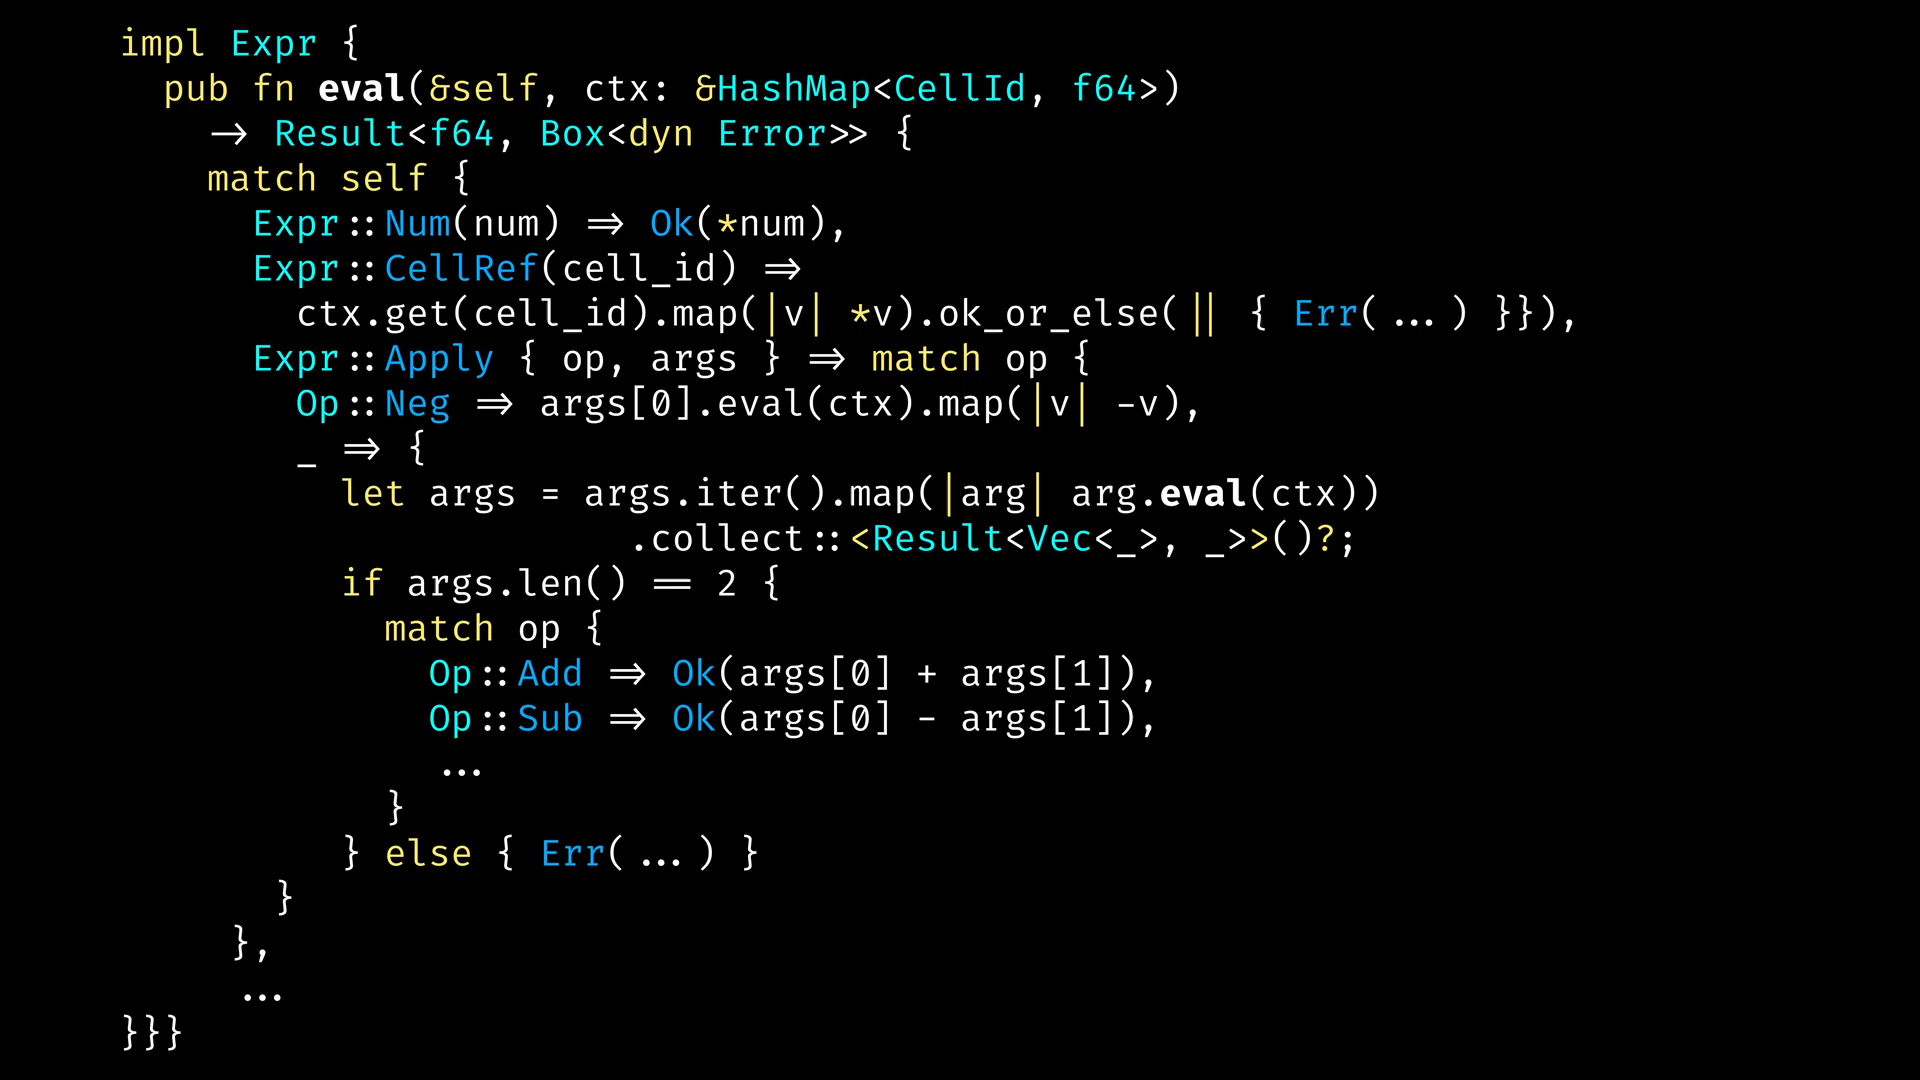 impl Expr {
  pub fn eval(&self, ctx: &HashMap<CellId, f64>)
    -> Result<f64, Box<dyn Error>> {
    match self {
      Expr::Num(num) => Ok(*num),
      Expr::CellRef(cell_id) =>
        ctx.get(cell_id).map(|v| *v).ok_or_else(|| { Err(...) }}),
      Expr::Apply { op, args } => match op {
        Op::Neg => args[0].eval(ctx).map(|v| -v),
        _ => {
          let args = args.iter().map(|arg| arg.eval(ctx))
                       .collect::<Result<Vec<_>, _>>()?;
          if args.len() == 2 {
            match op {
              Op::Add => Ok(args[0] + args[1]),
              Op::Sub => Ok(args[0] - args[1]),
              ...
            }
          } else { Err(...) }
       }
     },
     ...
}}}